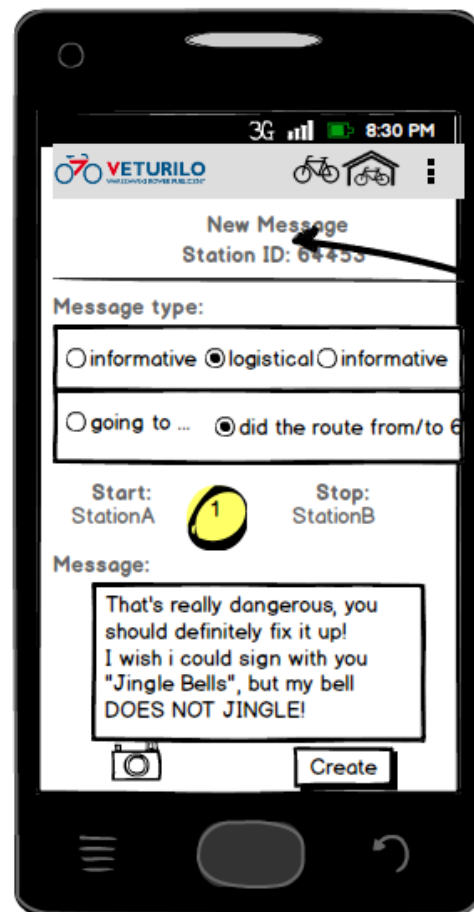 3G 8:30 PM
VETURILO
New Message
Station ID: 64453
Message type:
informative logistical informative
going to ... did the route from/to 6
Start: Stop:
StationA 1 StationB
Message:
That's really dangerous, you
should definitely fix it up!
I wish i could sign with you
"Jingle Bells", but my bell
DOES NOT JINGLE!
Create